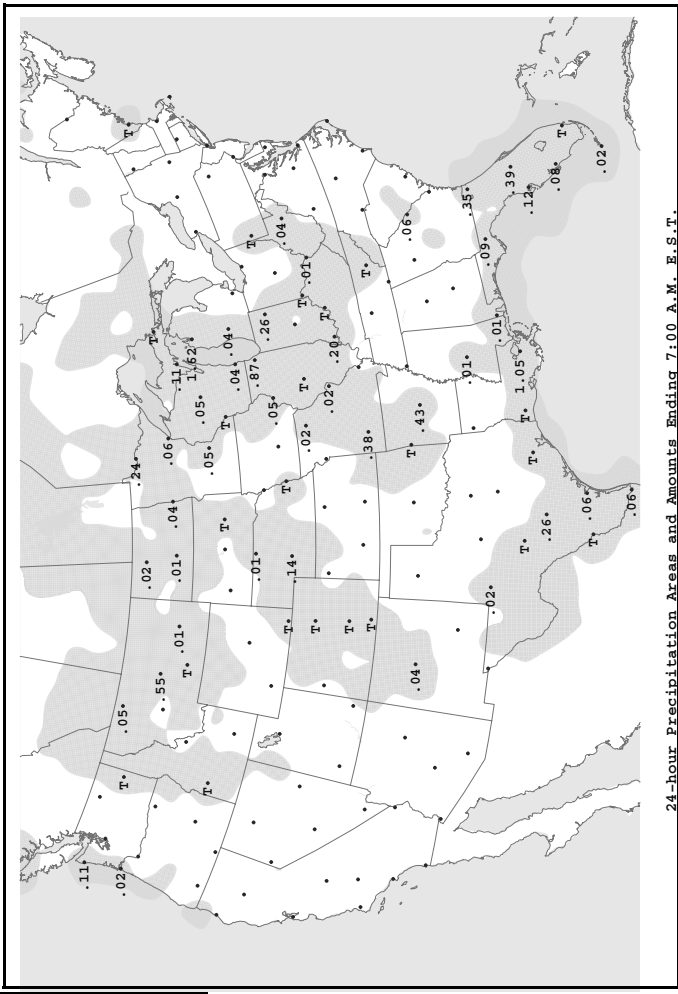 .11
.02
T
.05
T
.24
.02
T
.55
.06
.04
.01
.11
.01
T
1.62
.05
T
.05
T
T
.04
.04
T
.01
.87
.26
.05
.04
T
T
.14
T
.02
T
.01
T
.02
T
.20
T
.38
T
T
.04
T
.43
.06
.01
.35
.02
.01
.09
.39
T
T
1.05
.12
T
.26
.08
T
T
.06
.02
.06
24-hour Precipitation Areas and Amounts Ending 7:00 A.M. E.S.T.